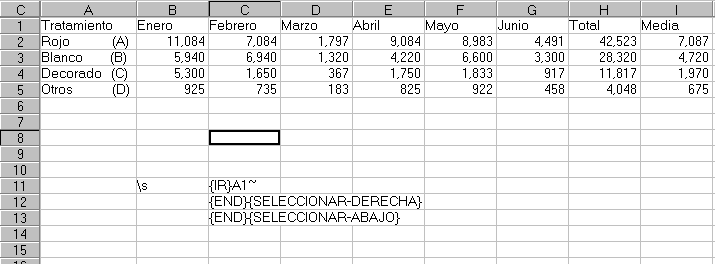 C A B C D E F G H I
1 Tratamiento Enero Febrero Marzo Abril Mayo Junio Total Media
2 Rojo (A) 11,084 7,084 1,797 9,084 8,983 4,491 42,523 7,087
3 Blanco (B) 5,940 6,940 1,320 4,220 6,600 3,300 28,320 4,720
4 Decorado (C) 5,300 1,650 367 1,750 1,833 917 11,817 1,970
5 Otros (D) 925 735 183 825 922 458 4,048 675
6
7
8
9
10
11 \s {IR}A1~
12 {END}{SELECCIONAR-DERECHA}
13 {END}{SELECCIONAR-ABAJO}
14
15